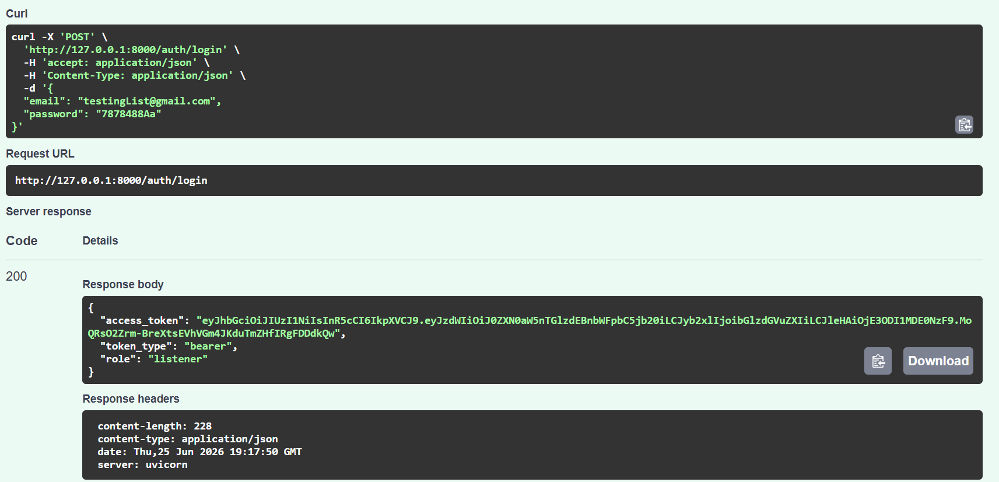 Curl
curl -X 'POST' \
'http://127.0.0.1:8000/auth/login' \
-H 'accept: application/json' \
-H 'Content-Type: application/json' \
-d '{
"email": "testingList@gmail.com",
"password": "7878488Aa"
}'
Request URL
http://127.0.0.1:8000/auth/login
Server response
Code Details
200
Response body
{
"access_token": "eyJhbGciOiJIUzI1NiIsInR5cCI6IkpXVCJ9.eyJzdWIiOiJ0ZXN0aW5nTGlzdEBnbWFpbC5jb20iLCJyb2xlIjoibGlzdGVuZXIiLCJleHAiOjE3ODI1MDE0NzF9.Mo
QRsO2Zrm-BreXtsEVhVGm4JKduTmZHfIRgFDDdkQw",
"token_type": "bearer",
"role": "listener"
}
Download
Response headers
content-length: 228
content-type: application/json
date: Thu,25 Jun 2026 19:17:50 GMT
server: uvicorn